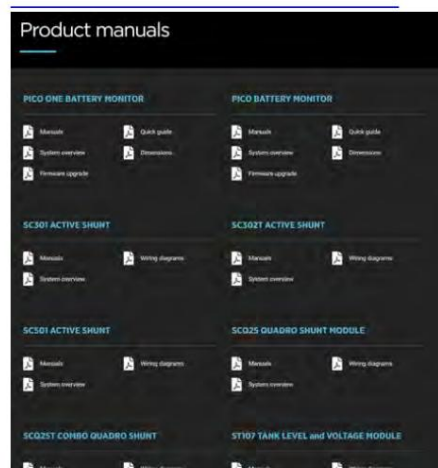 Product manuals
PICO ONE BATTERY MONITOR
Manuals
Quick guide
System overview
Dimensions
Firmware upgrade
PICO BATTERY MONITOR
Manuals
Quick guide
System overview
Dimensions
Firmware upgrade
SC301 ACTIVE SHUNT
Manuals
Wiring diagrams
System overview
SC302T ACTIVE SHUNT
Manuals
Wiring diagrams
System overview
SC501 ACTIVE SHUNT
Manuals
Wiring diagrams
System overview
SCQ25 QUADRO SHUNT MODULE
Manuals
Wiring diagrams
System overview
SCQ25T COMBO QUADRO SHUNT
ST107 TANK LEVEL and VOLTAGE MODULE